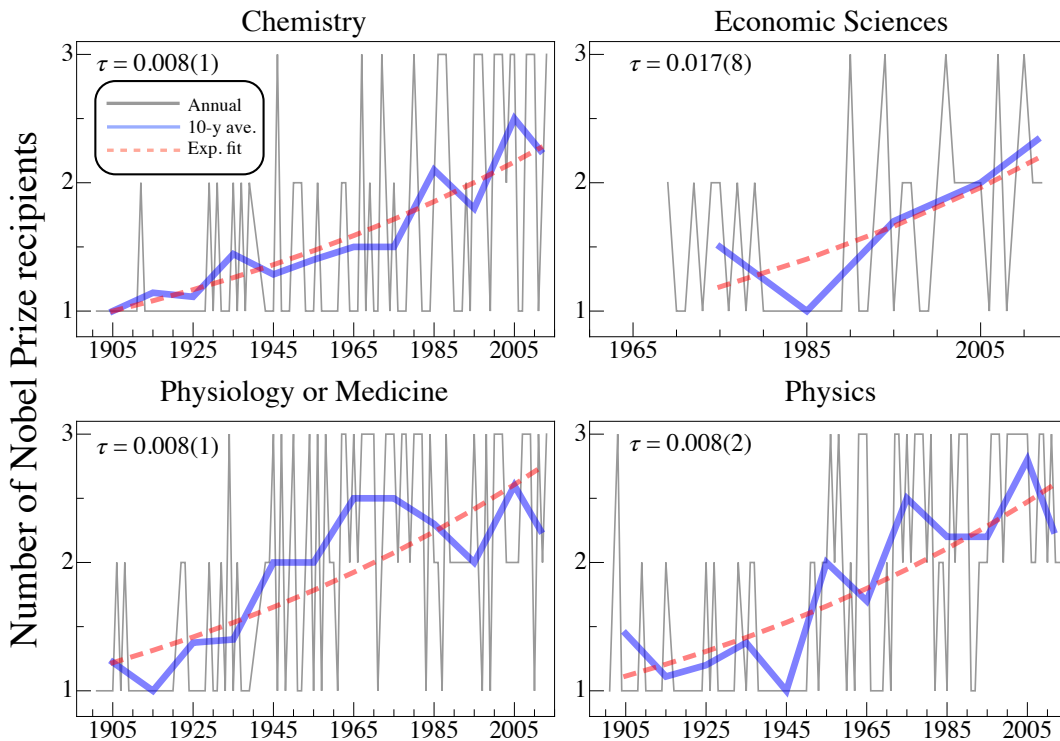 Number of Nobel Prize recipients
Chemistry
τ = 0.008(1)
Annual
10-y ave.
Exp. fit
3
2
1
1905 1925 1945 1965 1985 2005
Economic Sciences
τ = 0.017(8)
3
2
1
1965 1985 2005
Physiology or Medicine
τ = 0.008(1)
3
2
1
1905 1925 1945 1965 1985 2005
Physics
τ = 0.008(2)
3
2
1
1905 1925 1945 1965 1985 2005